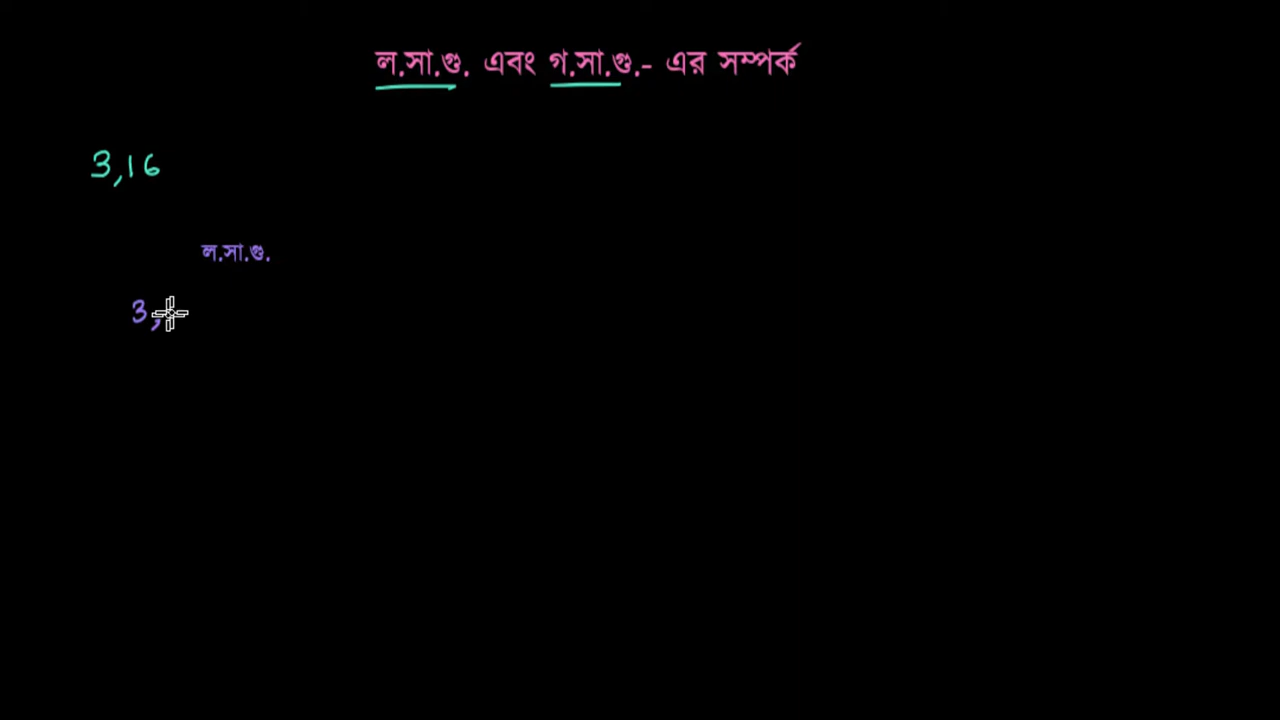 ল.সা.গু. এবং গ.সা.গু.- এর সম্পর্ক
3,16
ল.সা.গু.
3,